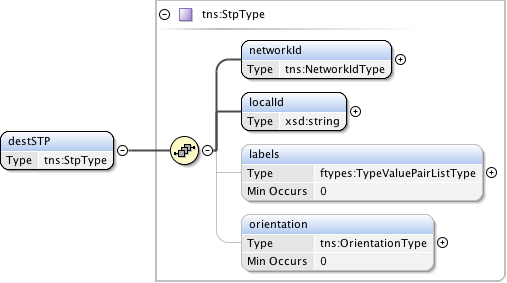 tns:StpType
networkId
Type tns:NetworkIdType
localId
Type xsd:string
destSTP
Type tns:StpType
labels
Type ftypes:TypeValuePairListType
Min Occurs 0
orientation
Type tns:OrientationType
Min Occurs 0